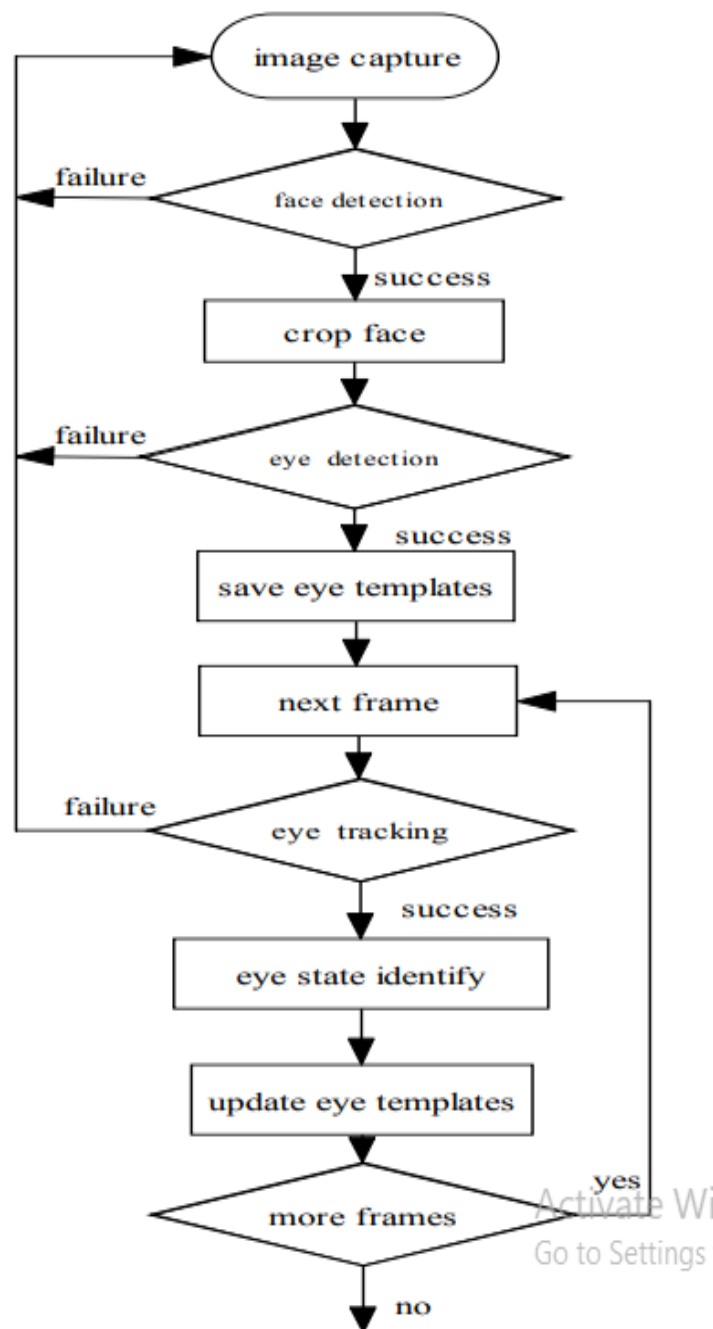 image capture
failure
face detection
success
crop face
failure
eye detection
success
save eye templates
next frame
failure
eye tracking
success
eye state identify
update eye templates
yes
more frames
Activate Wi
Go to Settings
no